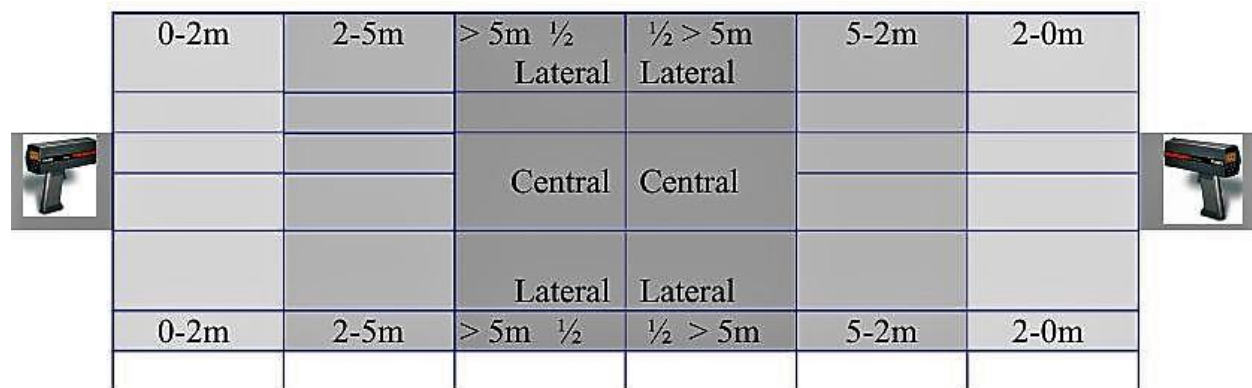 0-2m 2-5m > 5m ½ ½ > 5m 5-2m 2-0m
Lateral Lateral
Central Central
Lateral Lateral
0-2m 2-5m > 5m ½ ½ > 5m 5-2m 2-0m